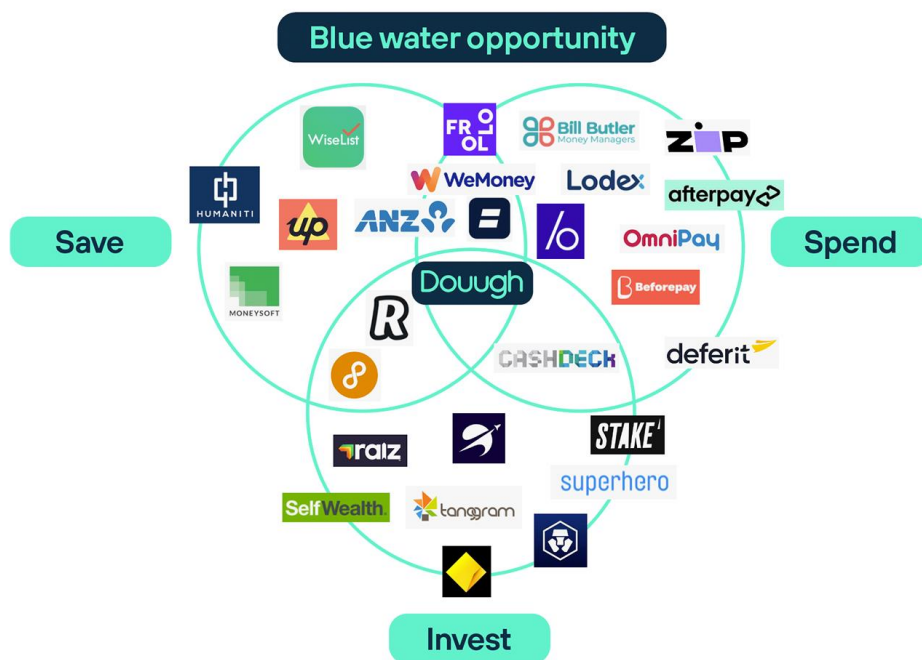 Blue water opportunity
WiseList
FR
LO
OL
Bill Butler
Money Managers
ZIP
HUMANITI
WeMoney
Lodex
afterpay
up
ANZ
OmniPay
Save
Spend
Douugh
Beforepay
MONEYSOFT
R
CASHDECK
deferit
raiz
STAKE
superhero
SelfWealth
tanggram
Invest